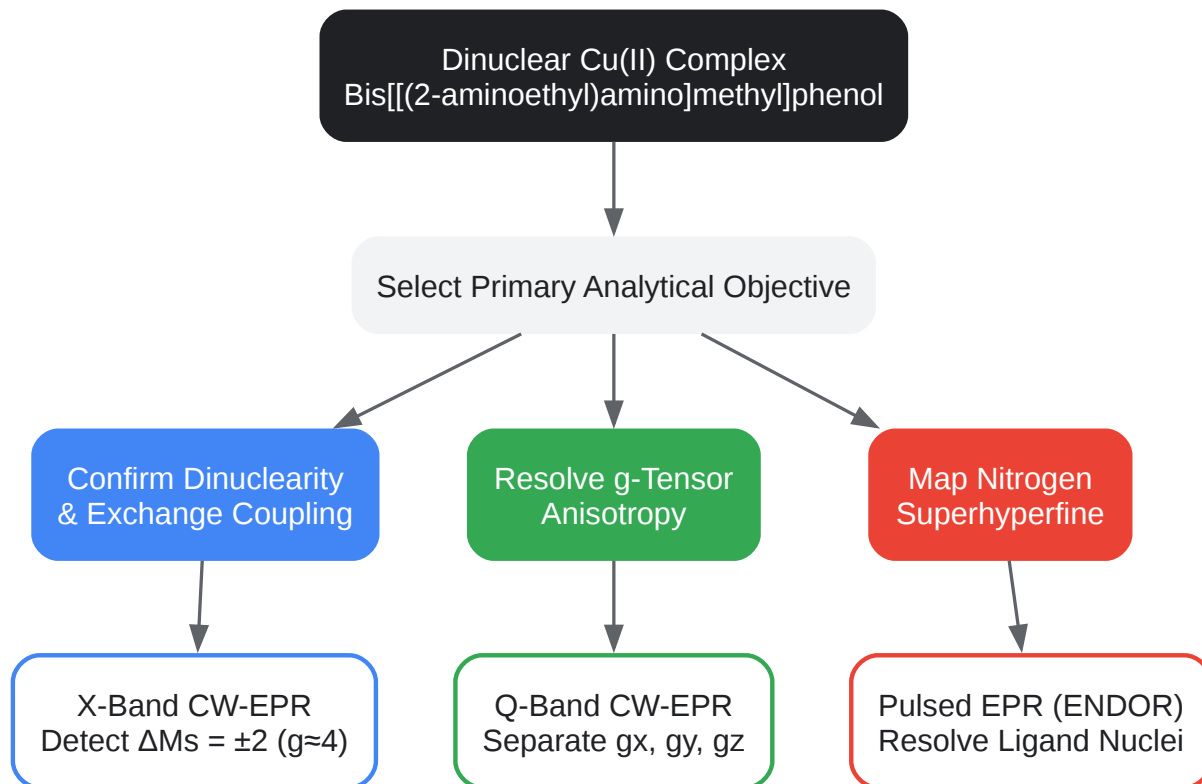 Dinuclear Cu(II) Complex
Bis[[(2-aminoethyl)amino]methyl]phenol
Select Primary Analytical Objective
Confirm Dinuclearity
& Exchange Coupling
Resolve g-Tensor
Anisotropy
Map Nitrogen
Superhyperfine
X-Band CW-EPR
Detect ΔMs = ±2 (g≈4)
Q-Band CW-EPR
Separate gx, gy, gz
Pulsed EPR (ENDOR)
Resolve Ligand Nuclei